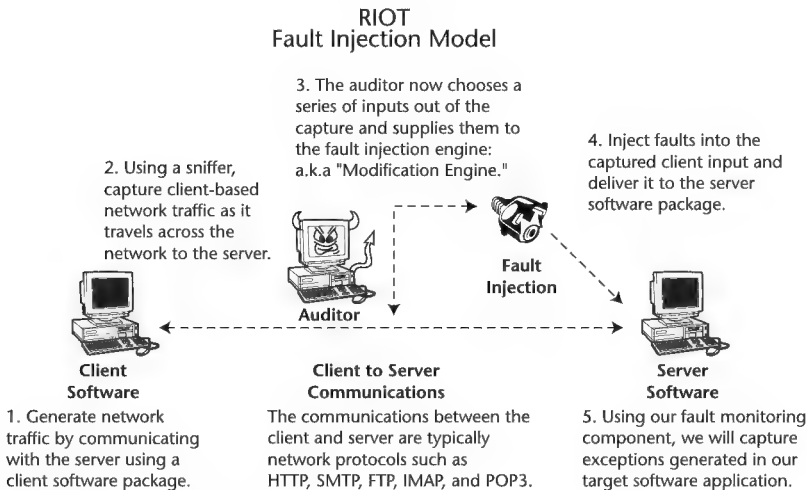 RIOT
Fault Injection Model
3. The auditor now chooses a
series of inputs out of the
capture and supplies them to
the fault injection engine:
a.k.a "Modification Engine."
2. Using a sniffer,
capture client-based
network traffic as it
travels across the
network to the server.
4. Inject faults into the
captured client input and
deliver it to the server
software package.
Fault
Injection
Auditor
Client
Software
Client to Server
Communications
Server
Software
1. Generate network
traffic by communicating
with the server using a
client software package.
The communications between the
client and server are typically
network protocols such as
HTTP, SMTP, FTP, IMAP, and POP3.
5. Using our fault monitoring
component, we will capture
exceptions generated in our
target software application.